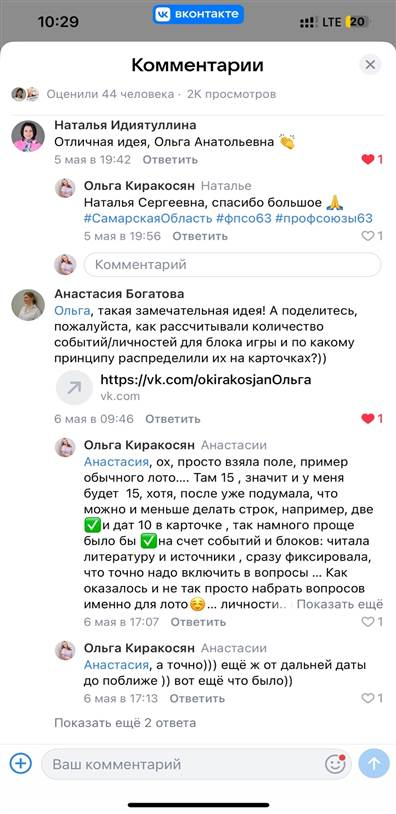 10:29
вконтакте
LTE 20
Комментарии
Оценили 44 человека · 2K просмотров
Наталья Идиятуллина
Отличная идея, Ольга Анатольевна 👏
5 мая в 19:42 Ответить 1
Ольга Киракосян Наталье
Наталья Сергеевна, спасибо большое 🙏
#СамарскаяОбласть #фпсо63 #профсоюзы63
5 мая в 19:56 Ответить 1
Комментарий
Анастасия Богатова
Ольга, такая замечательная идея! А поделитесь,
пожалуйста, как рассчитывали количество
событий/личностей для блока игры и по какому
принципу распределили их на карточках?))
https://vk.com/okirakosjanОльга
vk.com
6 мая в 09:46 Ответить 1
Ольга Киракосян Анастасии
Анастасия, ох, просто взяла поле, пример
обычного лото.... Там 15 , значит и у меня
будет 15, хотя, после уже подумала, что
можно и меньше делать строк, например, две
✅и дат 10 в карточке , так намного проще
было бы ✅на счет событий и блоков: читала
литературу и источники , сразу фиксировала,
что точно надо включить в вопросы ... Как
оказалось и не так просто набрать вопросов
именно для лото☺️... личности.. Показать ещё
6 мая в 17:07 Ответить 1
Ольга Киракосян Анастасии
Анастасия, а точно))) ещё ж от дальней даты
до поближе )) вот ещё что было))
6 мая в 17:13 Ответить 1
Показать ещё 2 ответа
Ваш комментарий